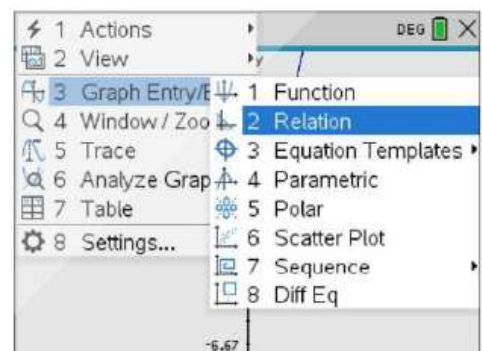 1 Actions
DEG
2 View
y
3 Graph Entry/E
1 Function
4 Window / Zoo
2 Relation
5 Trace
3 Equation Templates
6 Analyze Grap
4 Parametric
7 Table
5 Polar
8 Settings...
6 Scatter Plot
7 Sequence
8 Diff Eq
-6.67